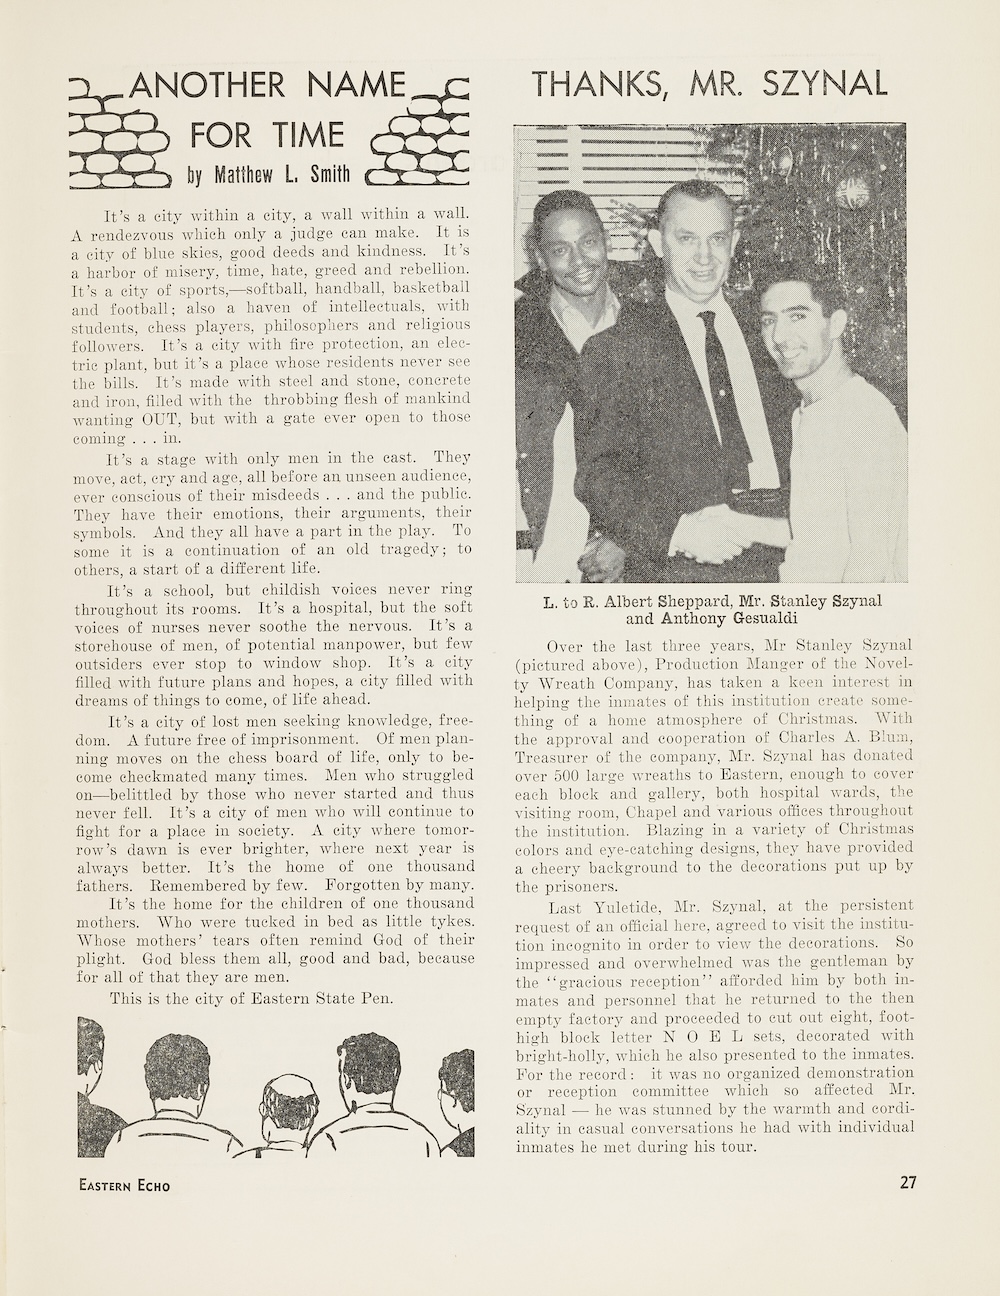 ANOTHER NAME
FOR TIME
by Matthew L. Smith
It's a city within a city, a wall within a wall.
A rendezvous which only a judge can make. It is
a city of blue skies, good deeds and kindness. It's
a harbor of misery, time, hate, greed and rebellion.
It's a city of sports,—softball, handball, basketball
and football; also a haven of intellectuals, with
students, chess players, philosophers and religious
followers. It's a city with fire protection, an elec-
tric plant, but it's a place whose residents never see
the bills. It's made with steel and stone, concrete
and iron, filled with the throbbing flesh of mankind
wanting OUT, but with a gate ever open to those
coming . . . in.
It's a stage with only men in the cast. They
move, act, cry and age, all before an unseen audience,
ever conscious of their misdeeds . . . and the public.
They have their emotions, their arguments, their
symbols. And they all have a part in the play. To
some it is a continuation of an old tragedy; to
others, a start of a different life.
It's a school, but childish voices never ring
throughout its rooms. It's a hospital, but the soft
voices of nurses never soothe the nervous. It's a
storehouse of men, of potential manpower, but few
outsiders ever stop to window shop. It's a city
filled with future plans and hopes, a city filled with
dreams of things to come, of life ahead.
It's a city of lost men seeking knowledge, free-
dom. A future free of imprisonment. Of men plan-
ning moves on the chess board of life, only to be-
come checkmated many times. Men who struggled
on—belittled by those who never started and thus
never fell. It's a city of men who will continue to
fight for a place in society. A city where tomor-
row's dawn is ever brighter, where next year is
always better. It's the home of one thousand
fathers. Remembered by few. Forgotten by many.
It's the home for the children of one thousand
mothers. Who were tucked in bed as little tykes.
Whose mothers' tears often remind God of their
plight. God bless them all, good and bad, because
for all of that they are men.
This is the city of Eastern State Pen.
THANKS, MR. SZYNAL
L. to R. Albert Sheppard, Mr. Stanley Szynal
and Anthony Gesualdi
Over the last three years, Mr Stanley Szynal
(pictured above), Production Manger of the Novel-
ty Wreath Company, has taken a keen interest in
helping the inmates of this institution create some-
thing of a home atmosphere of Christmas. With
the approval and cooperation of Charles A. Blum,
Treasurer of the company, Mr. Szynal has donated
over 500 large wreaths to Eastern, enough to cover
each block and gallery, both hospital wards, the
visiting room, Chapel and various offices throughout
the institution. Blazing in a variety of Christmas
colors and eye-catching designs, they have provided
a cheery background to the decorations put up by
the prisoners.
Last Yuletide, Mr. Szynal, at the persistent
request of an official here, agreed to visit the institu-
tion incognito in order to view the decorations. So
impressed and overwhelmed was the gentleman by
the "gracious reception" afforded him by both in-
mates and personnel that he returned to the then
empty factory and proceeded to cut out eight, foot-
high block letter N O E L sets, decorated with
bright-holly, which he also presented to the inmates.
For the record: it was no organized demonstration
or reception committee which so affected Mr.
Szynal — he was stunned by the warmth and cordi-
ality in casual conversations he had with individual
inmates he met during his tour.
EASTERN ECHO
27